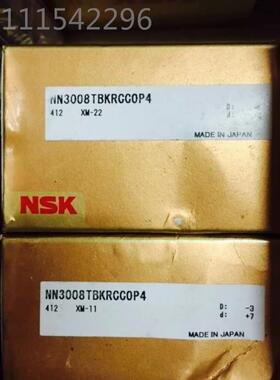 111542296
NN3008TBKRCC0P4
412 XM-22 D:
d:
MADE IN JAPAN
NSK
NN3008TBKRCC0P4
412 XM-11 D: -3
d: +7
MADE IN JAPAN